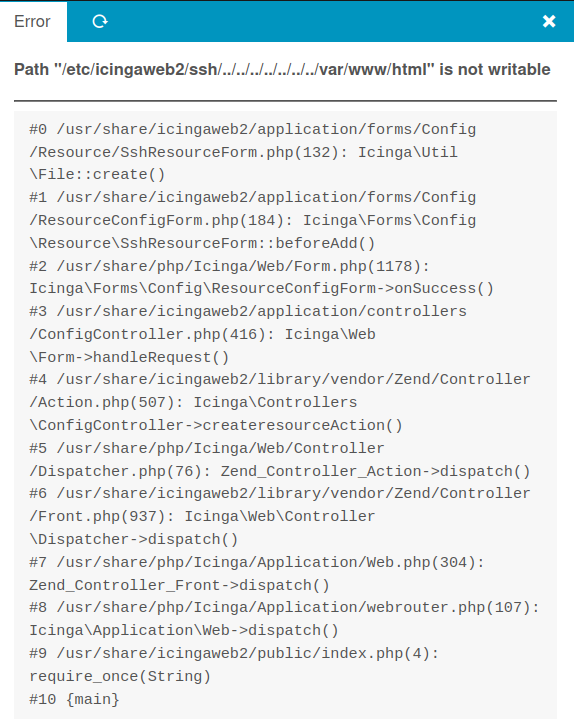 Error
Path "/etc/icingaweb2/ssh/../../../../../../../var/www/html" is not writable
#0 /usr/share/icingaweb2/application/forms/Config
/Resource/SshResourceForm.php(132): Icinga\Util
\File::create()
#1 /usr/share/icingaweb2/application/forms/Config
/ResourceConfigForm.php(184): Icinga\Forms\Config
\Resource\SshResourceForm::beforeAdd()
#2 /usr/share/php/Icinga/Web/Form.php(1178):
Icinga\Forms\Config\ResourceConfigForm->onSuccess()
#3 /usr/share/icingaweb2/application/controllers
/ConfigController.php(416): Icinga\Web
\Form->handleRequest()
#4 /usr/share/icingaweb2/library/vendor/Zend/Controller
/Action.php(507): Icinga\Controllers
\ConfigController->createresourceAction()
#5 /usr/share/php/Icinga/Web/Controller
/Dispatcher.php(76): Zend_Controller_Action->dispatch()
#6 /usr/share/icingaweb2/library/vendor/Zend/Controller
/Front.php(937): Icinga\Web\Controller
\Dispatcher->dispatch()
#7 /usr/share/php/Icinga/Application/Web.php(304):
Zend_Controller_Front->dispatch()
#8 /usr/share/php/Icinga/Application/webrouter.php(107):
Icinga\Application\Web->dispatch()
#9 /usr/share/icingaweb2/public/index.php(4):
require_once(String)
#10 {main}